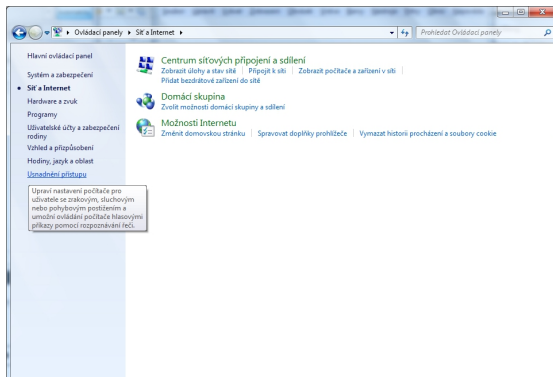 Ovládací panely ▸ Síť a Internet ▸
Prohledat Ovládací panely
Hlavní ovládací panel
Systém a zabezpečení
Síť a Internet
Hardware a zvuk
Programy
Uživatelské účty a zabezpečení
rodiny
Vzhled a přizpůsobení
Hodiny, jazyk a oblast
Usnadnění přístupu
Upraví nastavení počítače pro
uživatele se zrakovým, sluchovým
nebo pohybovým postižením a
umožní ovládání počítače hlasovými
příkazy pomocí rozpoznávání řeči.
Centrum síťových připojení a sdílení
Zobrazit úlohy a stav sítě | Připojit k síti | Zobrazit počítače a zařízení v síti
Přidat bezdrátové zařízení do sítě
Domácí skupina
Zvolit možnosti domácí skupiny a sdílení
Možnosti Internetu
Změnit domovskou stránku | Spravovat doplňky prohlížeče | Vymazat historii procházení a soubory cookie